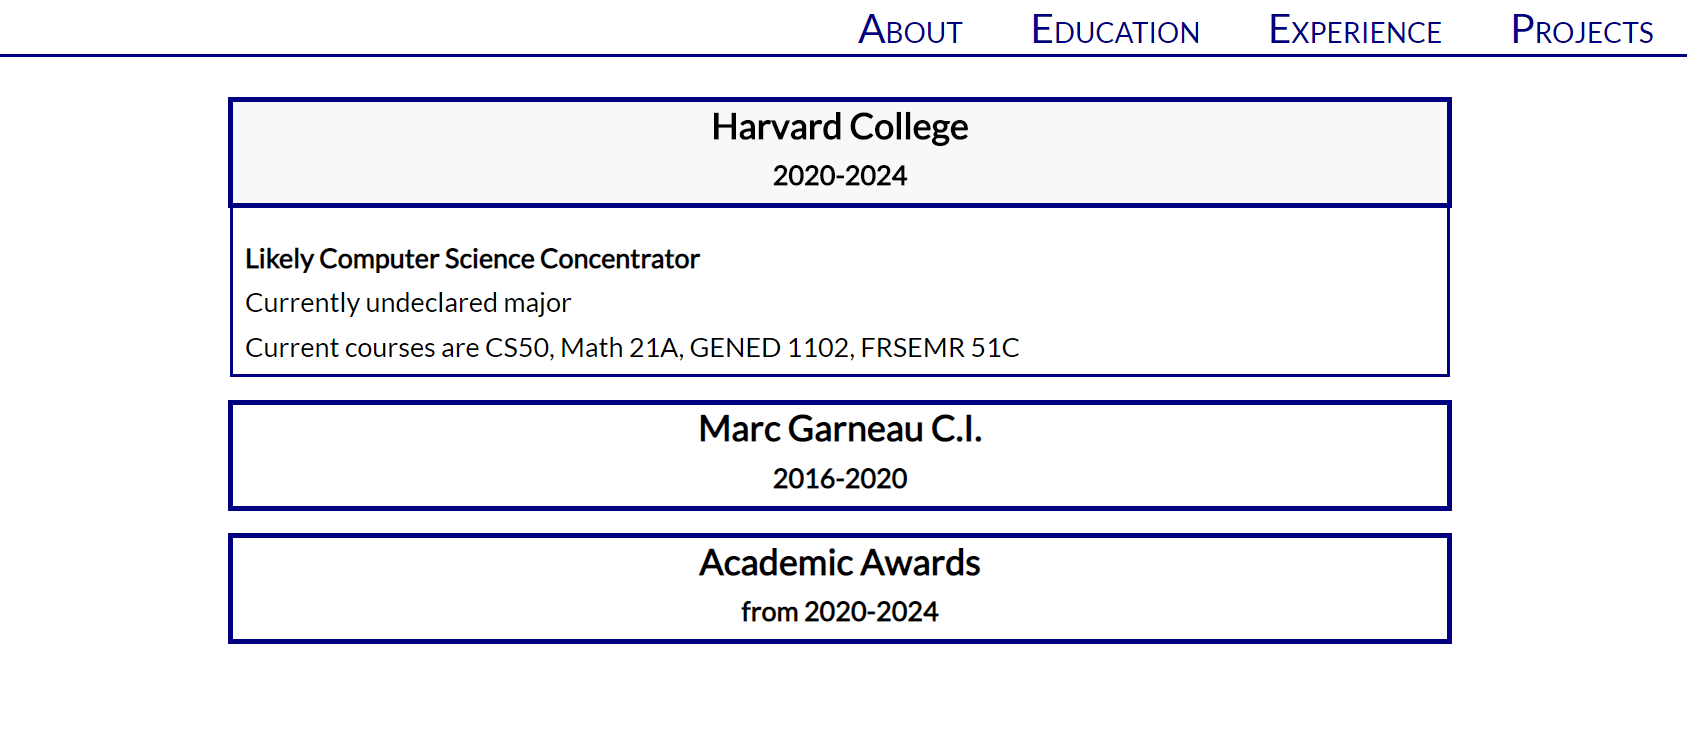 About Education Experience Projects
Harvard College
2020-2024
Likely Computer Science Concentrator
Currently undeclared major
Current courses are CS50, Math 21A, GENED 1102, FRSEMR 51C
Marc Garneau C.I.
2016-2020
Academic Awards
from 2020-2024